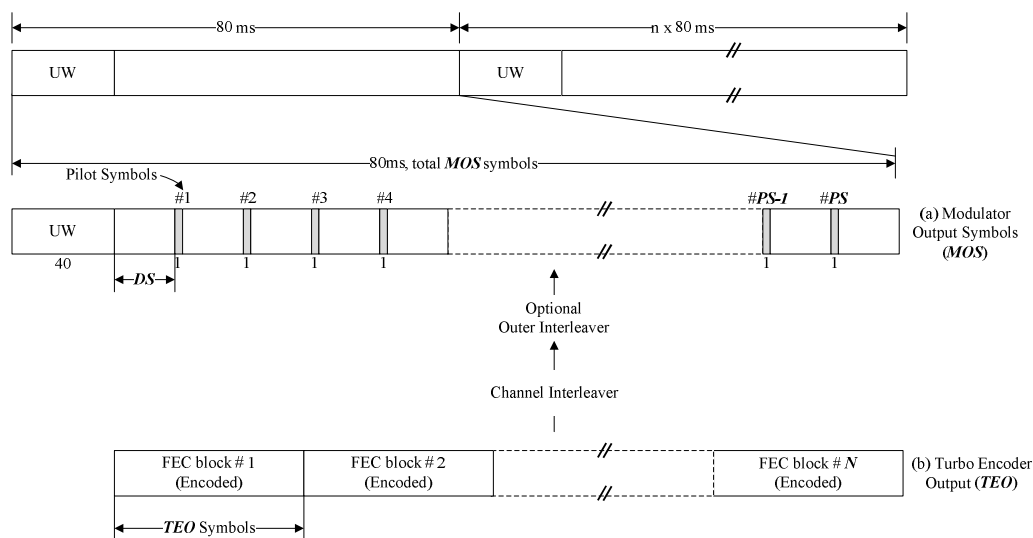 80 ms
n x 80 ms
UW
UW
80ms, total MOS symbols
Pilot Symbols
#1
#2
#3
#4
#PS-1
#PS
UW
(a) Modulator
Output Symbols
(MOS)
40
1
1
1
1
1
1
DS
Optional
Outer Interleaver
Channel Interleaver
FEC block # 1
(Encoded)
FEC block # 2
(Encoded)
FEC block # N
(Encoded)
(b) Turbo Encoder
Output (TEO)
TEO Symbols